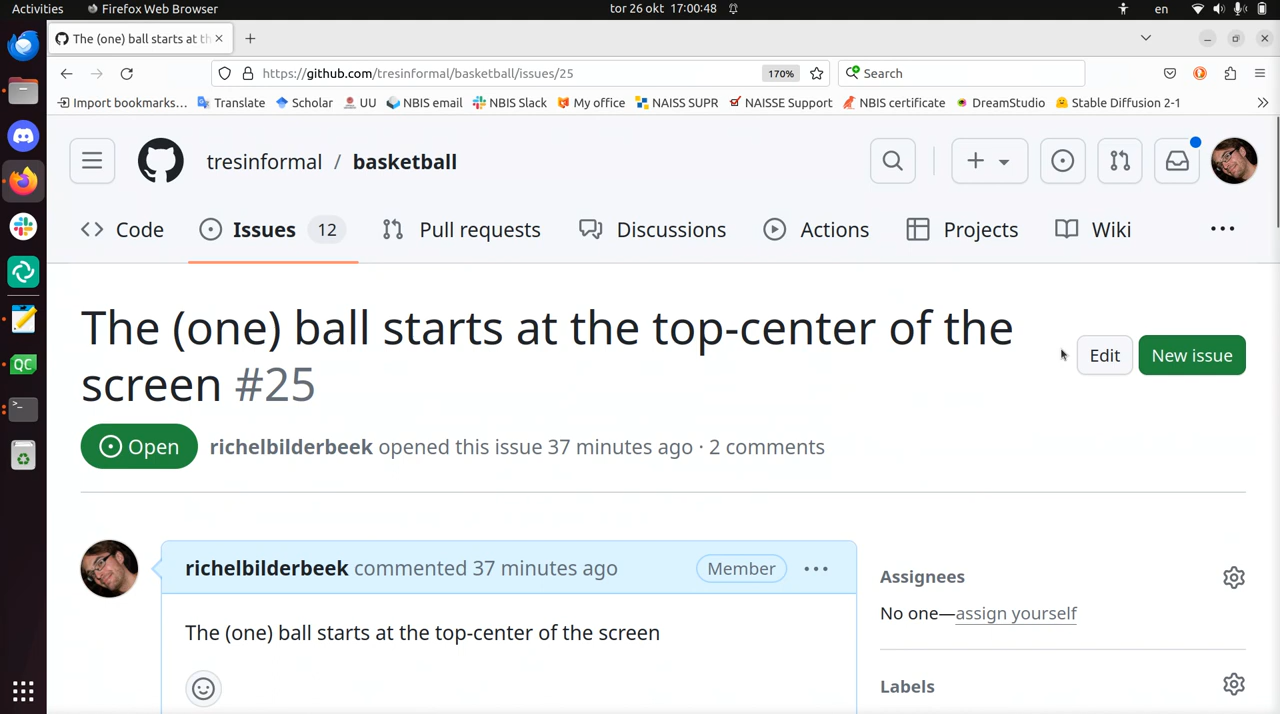 Activities Firefox Web Browser tor 26 okt 17:00:48 en
The (one) ball starts at th
https://github.com/tresinformal/basketball/issues/25 170% Search
Import bookmarks... Translate Scholar UU NBIS email NBIS Slack My office NAISS SUPR NAISSE Support NBIS certificate DreamStudio Stable Diffusion 2-1
tresinformal / basketball
Code Issues 12 Pull requests Discussions Actions Projects Wiki
The (one) ball starts at the top-center of the
screen #25
Edit New issue
Open richelbilderbeek opened this issue 37 minutes ago · 2 comments
richelbilderbeek commented 37 minutes ago Member
The (one) ball starts at the top-center of the screen
Assignees
No one—assign yourself
Labels
QC